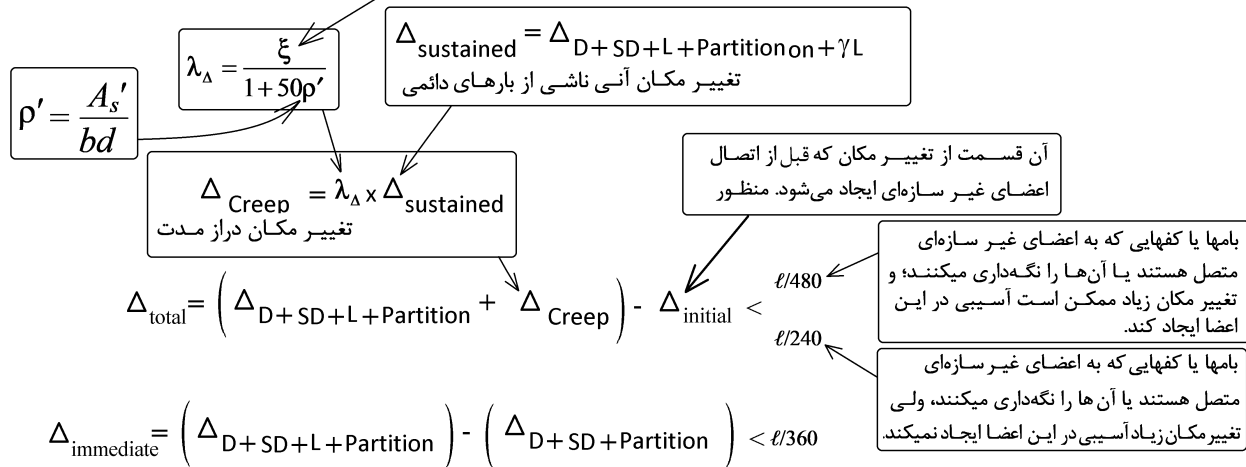 Δsustained = ΔD+SD+L+Partition on+γL
تغییر مکان آنی ناشی از بارهای دائمی
λΔ = ξ / 1+50ρ′
ρ′ = As′ / bd
ΔCreep = λΔ x Δsustained
تغییر مکان دراز مدت
آن قسمت از تغییر مکان که قبل از اتصال
اعضای غیر سازه‌ای ایجاد می‌شود. منظور
بامها یا کفهایی که به اعضای غیر سازه‌ای
متصل هستند یا آن‌ها را نگه‌داری میکنند؛ و
تغییر مکان زیاد ممکن است آسیبی در این
اعضا ایجاد کند.
Δtotal= (ΔD+SD+L+Partition + ΔCreep) - Δinitial <
ℓ/480
ℓ/240
بامها یا کفهایی که به اعضای غیر سازه‌ای
متصل هستند یا آن ها را نگه‌داری میکنند، ولی
تغییر مکان زیاد آسیبی در این اعضا ایجاد نمیکند.
Δimmediate= (ΔD+SD+L+Partition) - (ΔD+SD+Partition) < ℓ/360